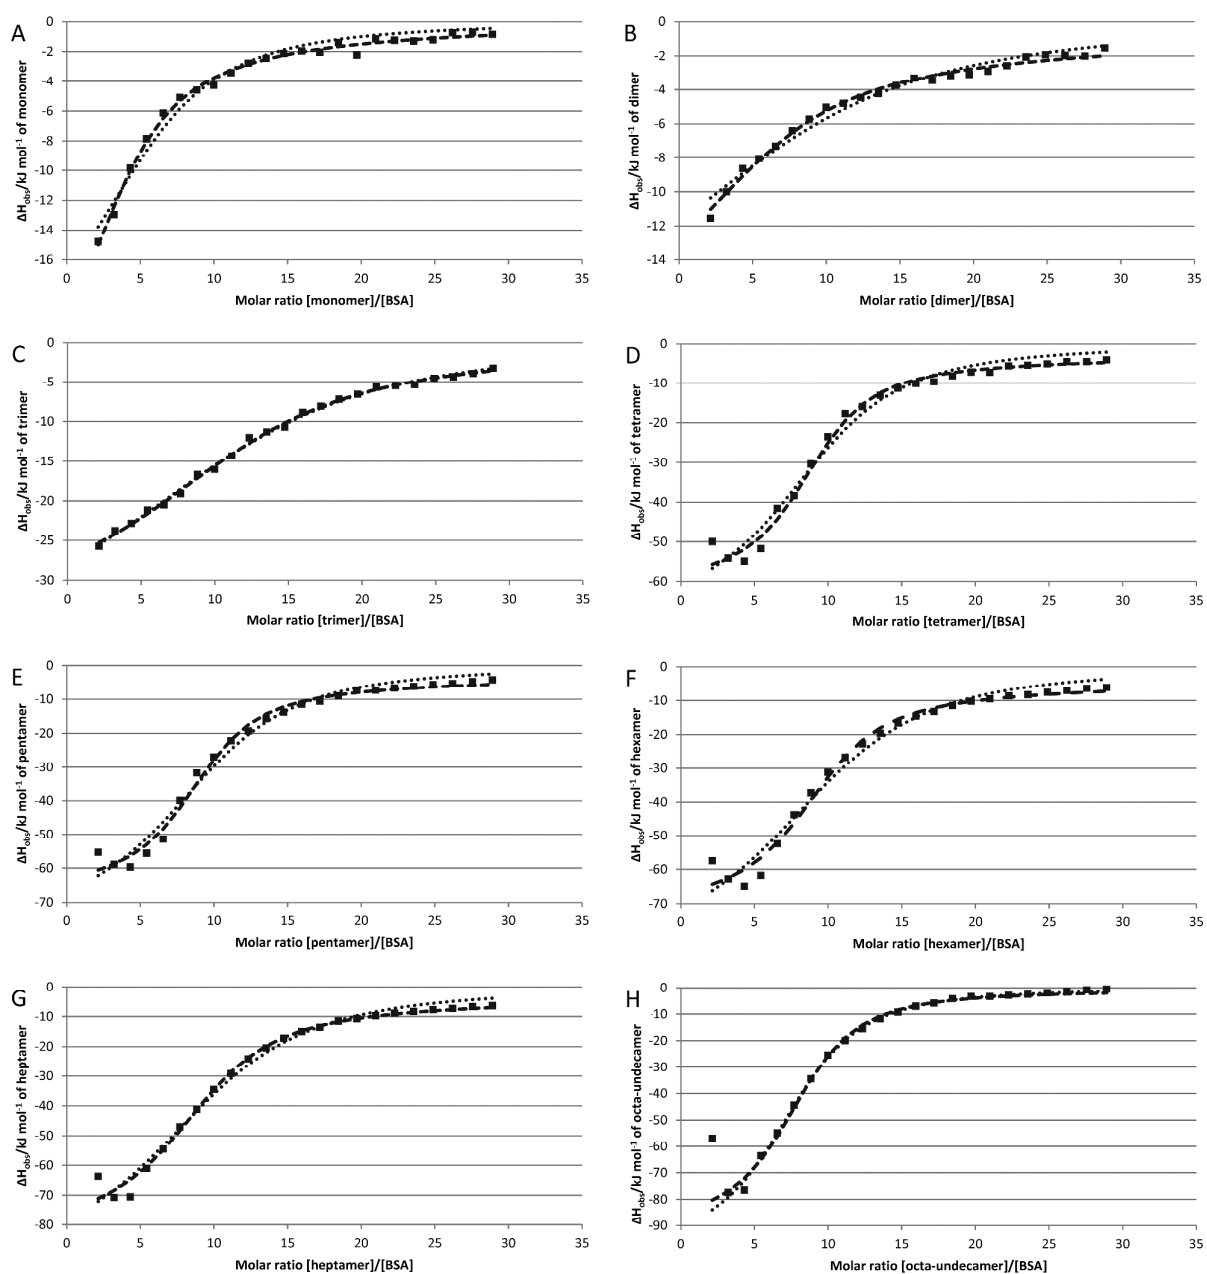 A
0
-2
-4
-6
-8
-10
-12
-14
-16
ΔHobs/kJ mol-1 of monomer
0 5 10 15 20 25 30 35
Molar ratio [monomer]/[BSA]
B
0
-2
-4
-6
-8
-10
-12
-14
ΔHobs/kJ mol-1 of dimer
0 5 10 15 20 25 30 35
Molar ratio [dimer]/[BSA]
C
0
-5
-10
-15
-20
-25
-30
ΔHobs/kJ mol-1 of trimer
0 5 10 15 20 25 30 35
Molar ratio [trimer]/[BSA]
D
0
-10
-20
-30
-40
-50
-60
ΔHobs/kJ mol-1 of tetramer
0 5 10 15 20 25 30 35
Molar ratio [tetramer]/[BSA]
E
0
-10
-20
-30
-40
-50
-60
-70
ΔHobs/kJ mol-1 of pentamer
0 5 10 15 20 25 30 35
Molar ratio [pentamer]/[BSA]
F
0
-10
-20
-30
-40
-50
-60
-70
ΔHobs/kJ mol-1 of hexamer
0 5 10 15 20 25 30 35
Molar ratio [hexamer]/[BSA]
G
0
-10
-20
-30
-40
-50
-60
-70
-80
ΔHobs/kJ mol-1 of heptamer
0 5 10 15 20 25 30 35
Molar ratio [heptamer]/[BSA]
H
0
-10
-20
-30
-40
-50
-60
-70
-80
-90
ΔHobs/kJ mol-1 of octa-undecamer
0 5 10 15 20 25 30 35
Molar ratio [octa-undecamer]/[BSA]